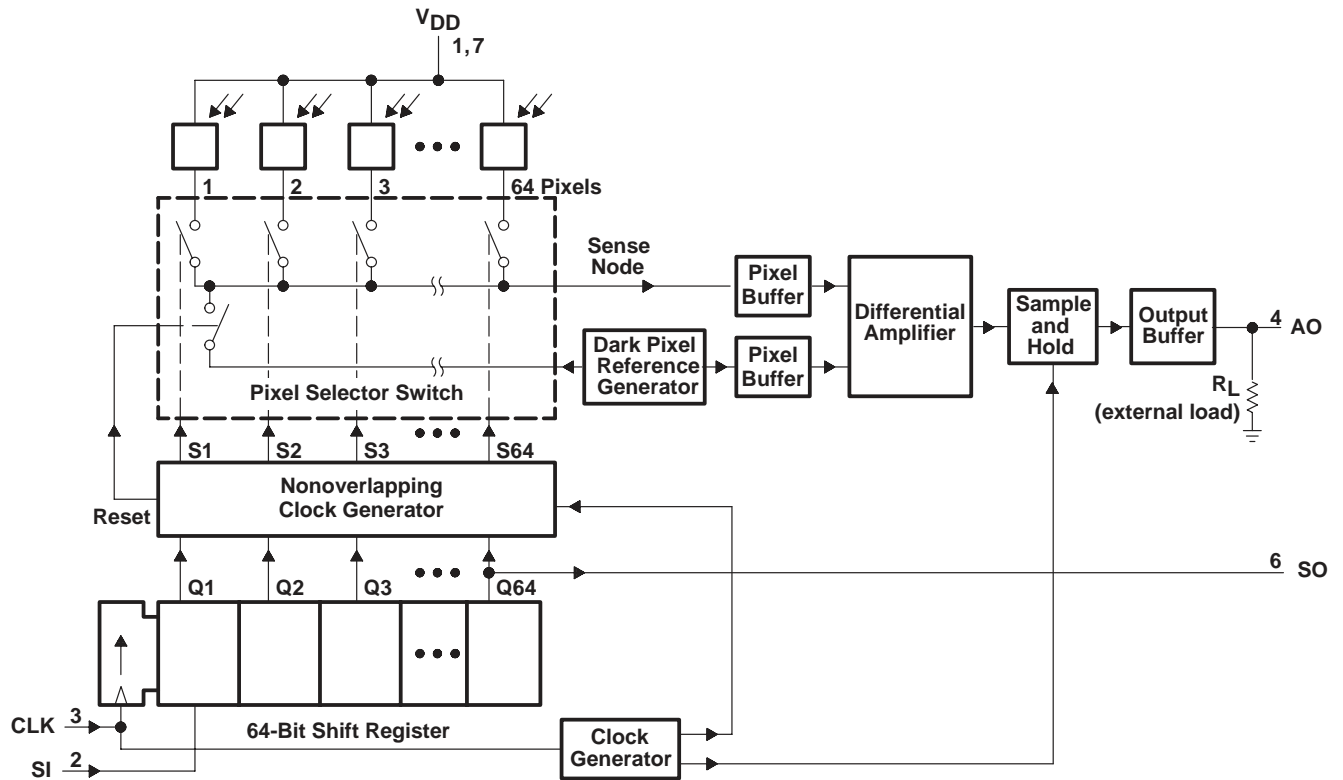 VDD
1,7
1
2
3
64 Pixels
Sense
Node
Pixel
Buffer
Differential
Amplifier
Sample
and
Hold
Output
Buffer
4
AO
Dark Pixel
Reference
Generator
Pixel
Buffer
RL
(external load)
Pixel Selector Switch
S1
S2
S3
S64
Nonoverlapping
Clock Generator
Reset
Q1
Q2
Q3
Q64
6
SO
CLK
3
64-Bit Shift Register
Clock
Generator
SI
2